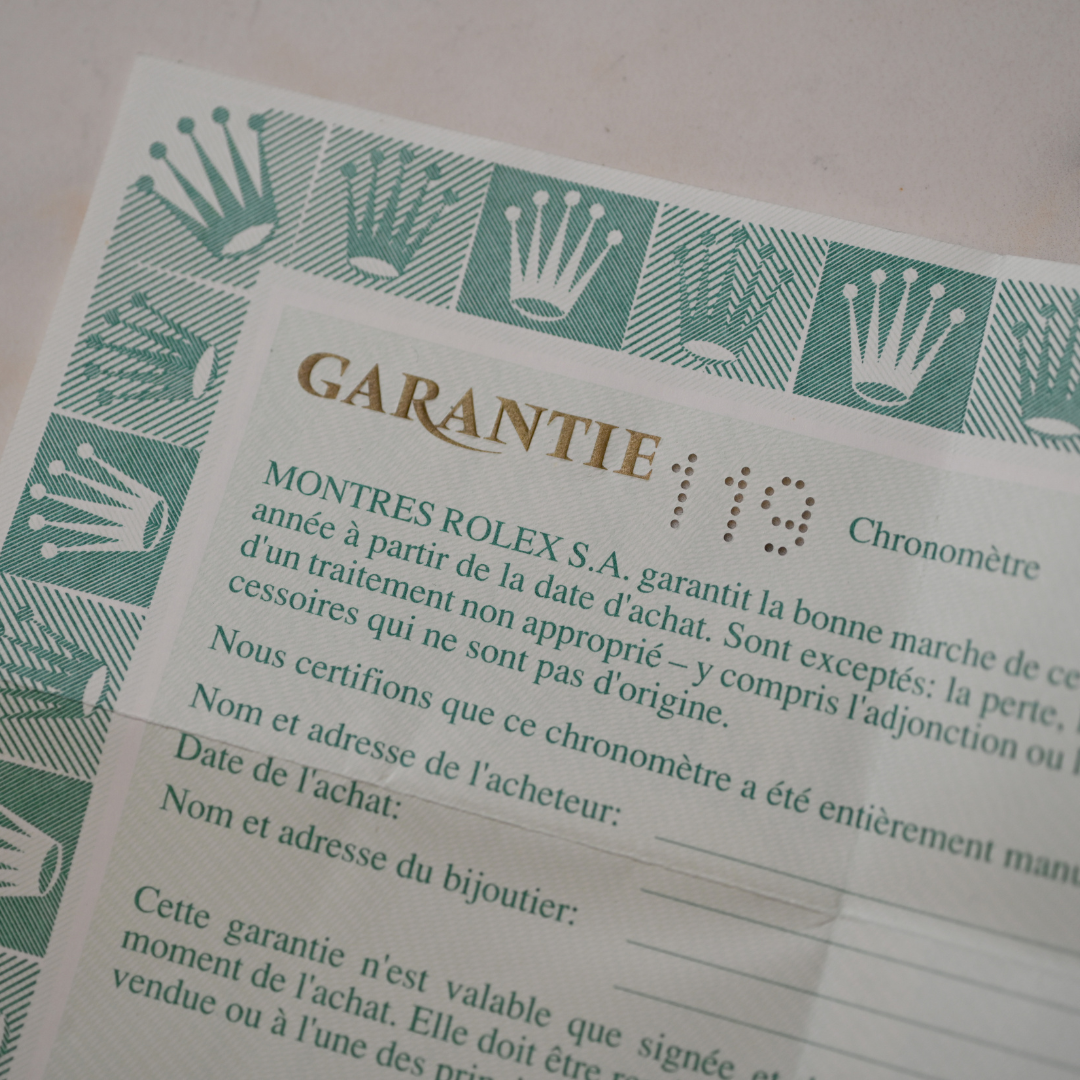 GARANTIE 119 Chronomètre
MONTRES ROLEX S.A. garantit la bonne marche de ce
année à partir de la date d'achat. Sont exceptés: la perte,
d'un traitement non approprié – y compris l'adjonction ou
cessoires qui ne sont pas d'origine.
Nous certifions que ce chronomètre a été entièrement manu
Nom et adresse de l'acheteur:
Date de l'achat:
Nom et adresse du bijoutier:
Cette garantie n'est valable que signée et
moment de l'achat. Elle doit être
vendue ou à l'une des